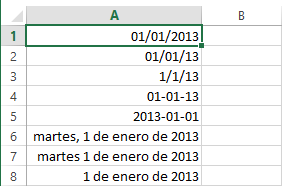 A B
1 01/01/2013
2 01/01/13
3 1/1/13
4 01-01-13
5 2013-01-01
6 martes, 1 de enero de 2013
7 martes 1 de enero de 2013
8 1 de enero de 2013